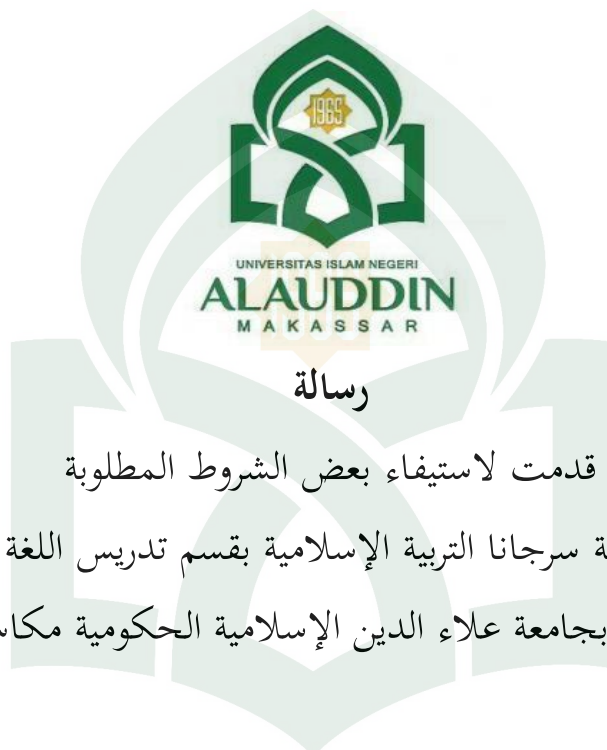 1965
UNIVERSITAS ISLAM NEGERI
ALAUDDIN
MAKASSAR
رسالة
قدمت لاستيفاء بعض الشروط المطلوبة
سرجانا التربية الإسلامية بقسم تدريس اللغة
بجامعة علاء الدين الإسلامية الحكومية